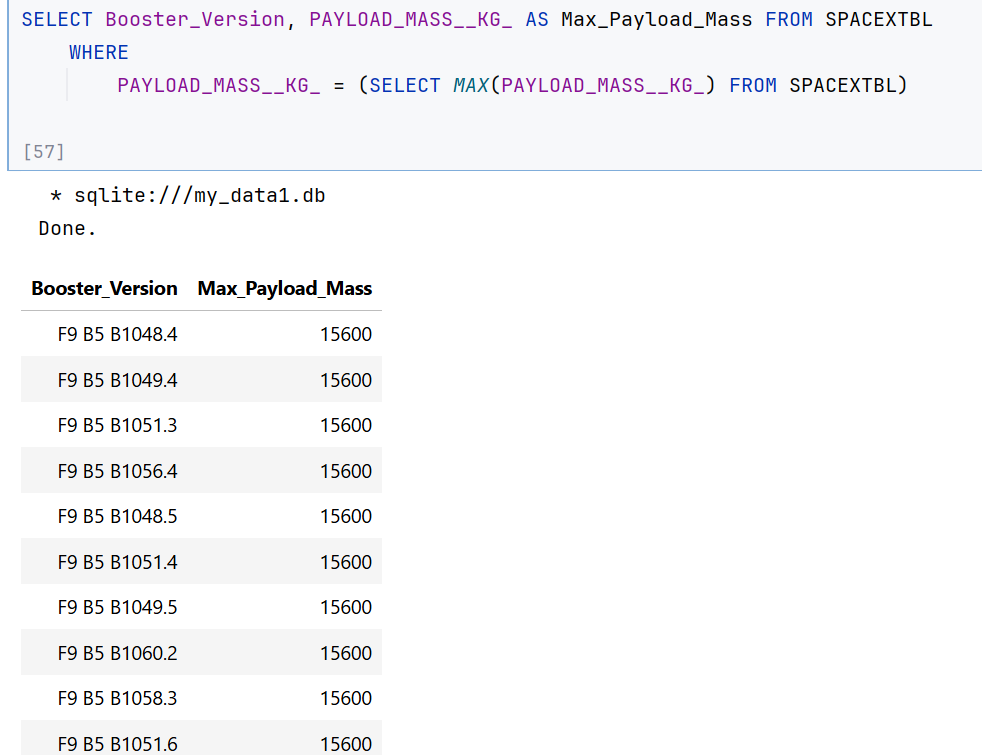 SELECT Booster_Version, PAYLOAD_MASS__KG_ AS Max_Payload_Mass FROM SPACEXTBL
WHERE
PAYLOAD_MASS__KG_ = (SELECT MAX(PAYLOAD_MASS__KG_) FROM SPACEXTBL)
[57]
* sqlite:///my_data1.db
Done.
Booster_Version Max_Payload_Mass
F9 B5 B1048.4 15600
F9 B5 B1049.4 15600
F9 B5 B1051.3 15600
F9 B5 B1056.4 15600
F9 B5 B1048.5 15600
F9 B5 B1051.4 15600
F9 B5 B1049.5 15600
F9 B5 B1060.2 15600
F9 B5 B1058.3 15600
F9 B5 B1051.6 15600